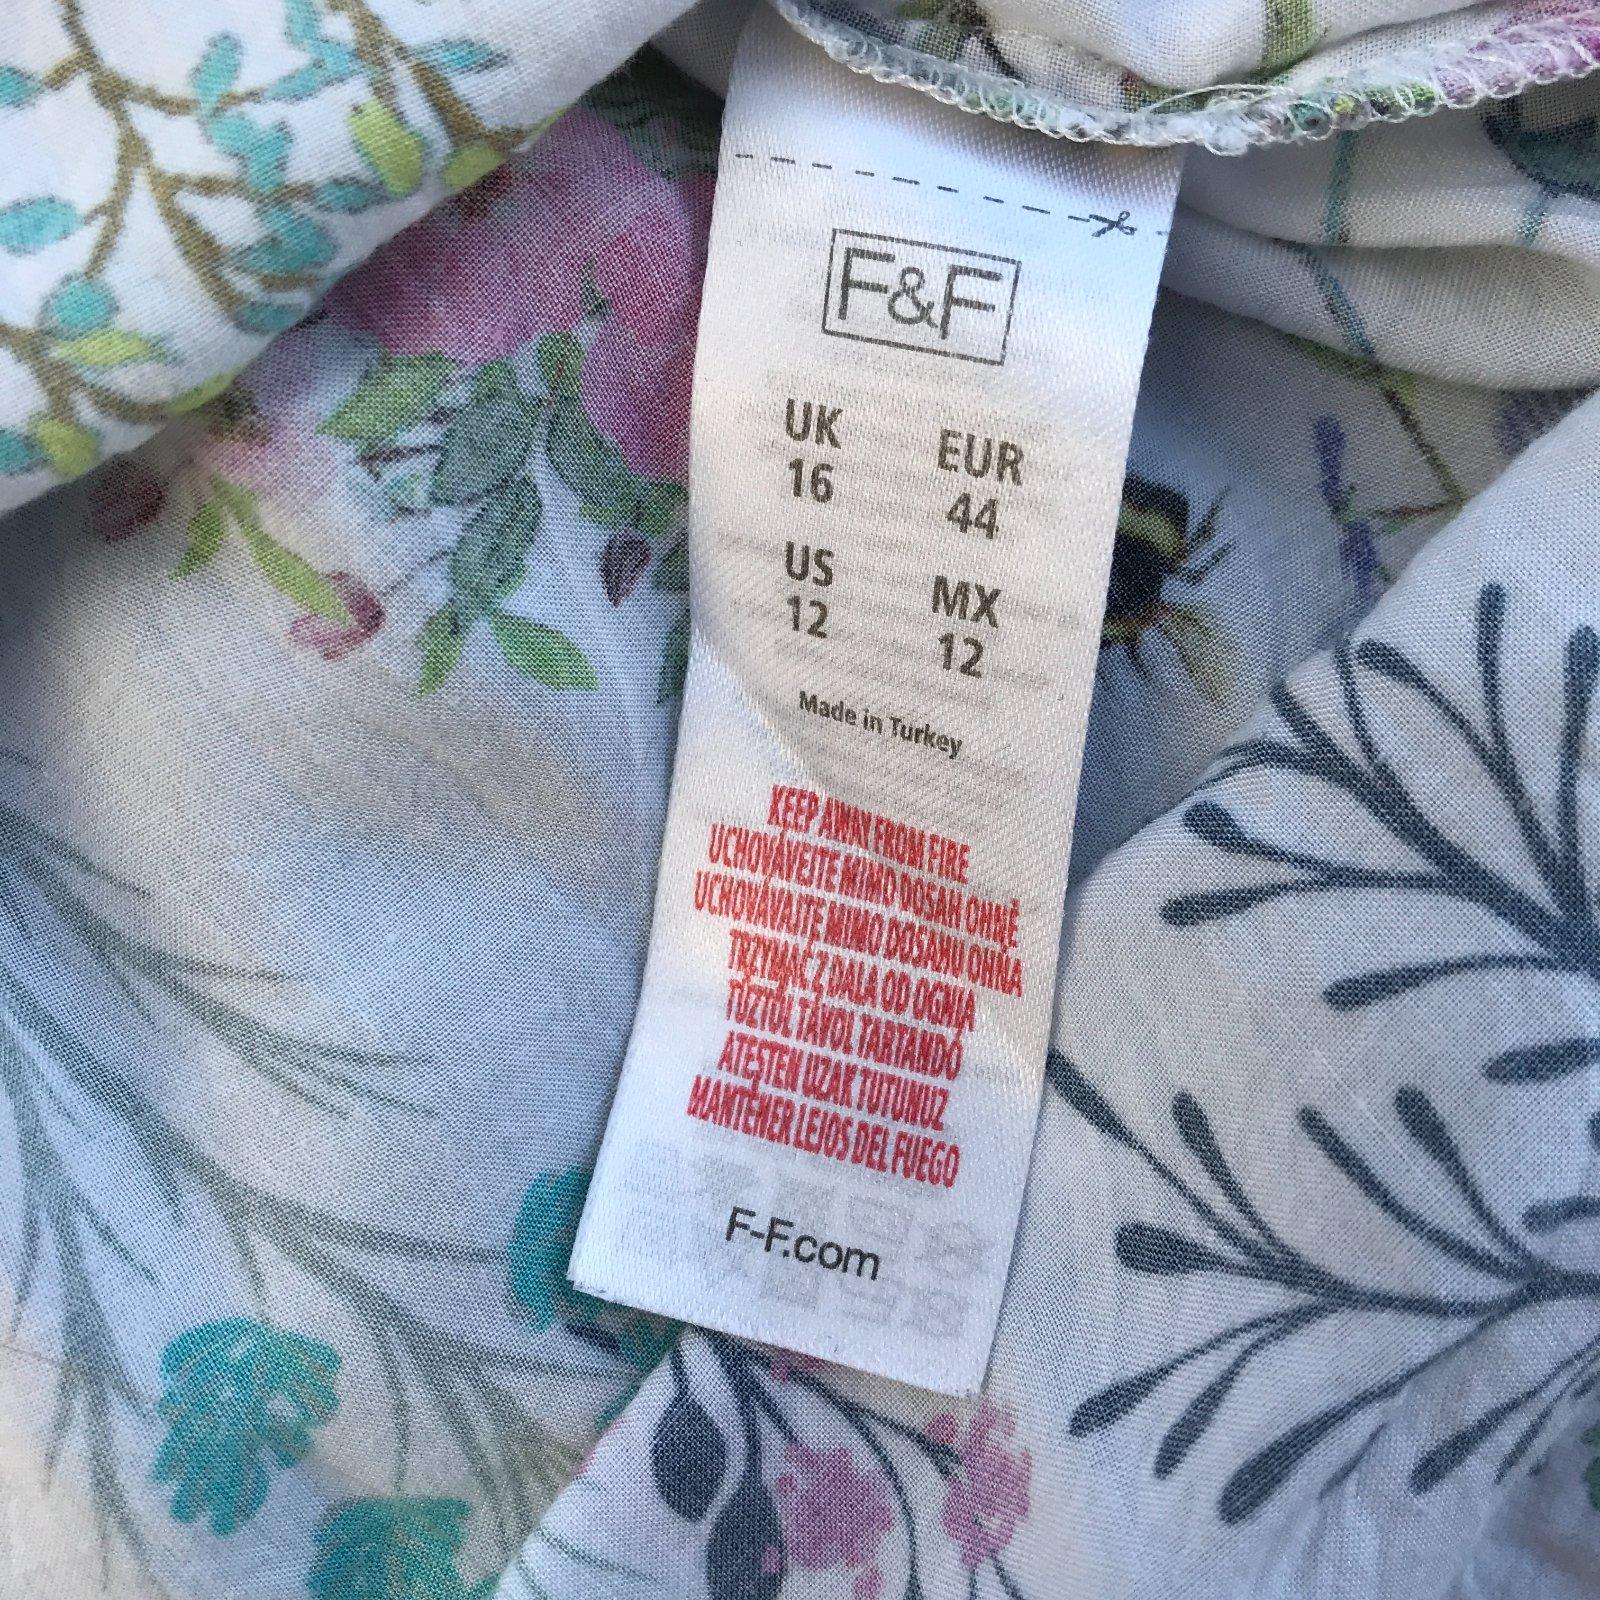 F&F
UK EUR
16 44
US MX
12 12
Made in Turkey
KEEP AWAY FROM FIRE
UCHOVÁVEJTE MIMO DOSAH OHNĚ
UCHOVÁVAJTE MIMO DOSAHU OHŇA
TRZYMAĆ Z DALA OD OGNIA
TŰZTŐL TÁVOL TARTANDÓ
ATEŞTEN UZAK TUTUNUZ
MANTENER LEJOS DEL FUEGO
F-F.com